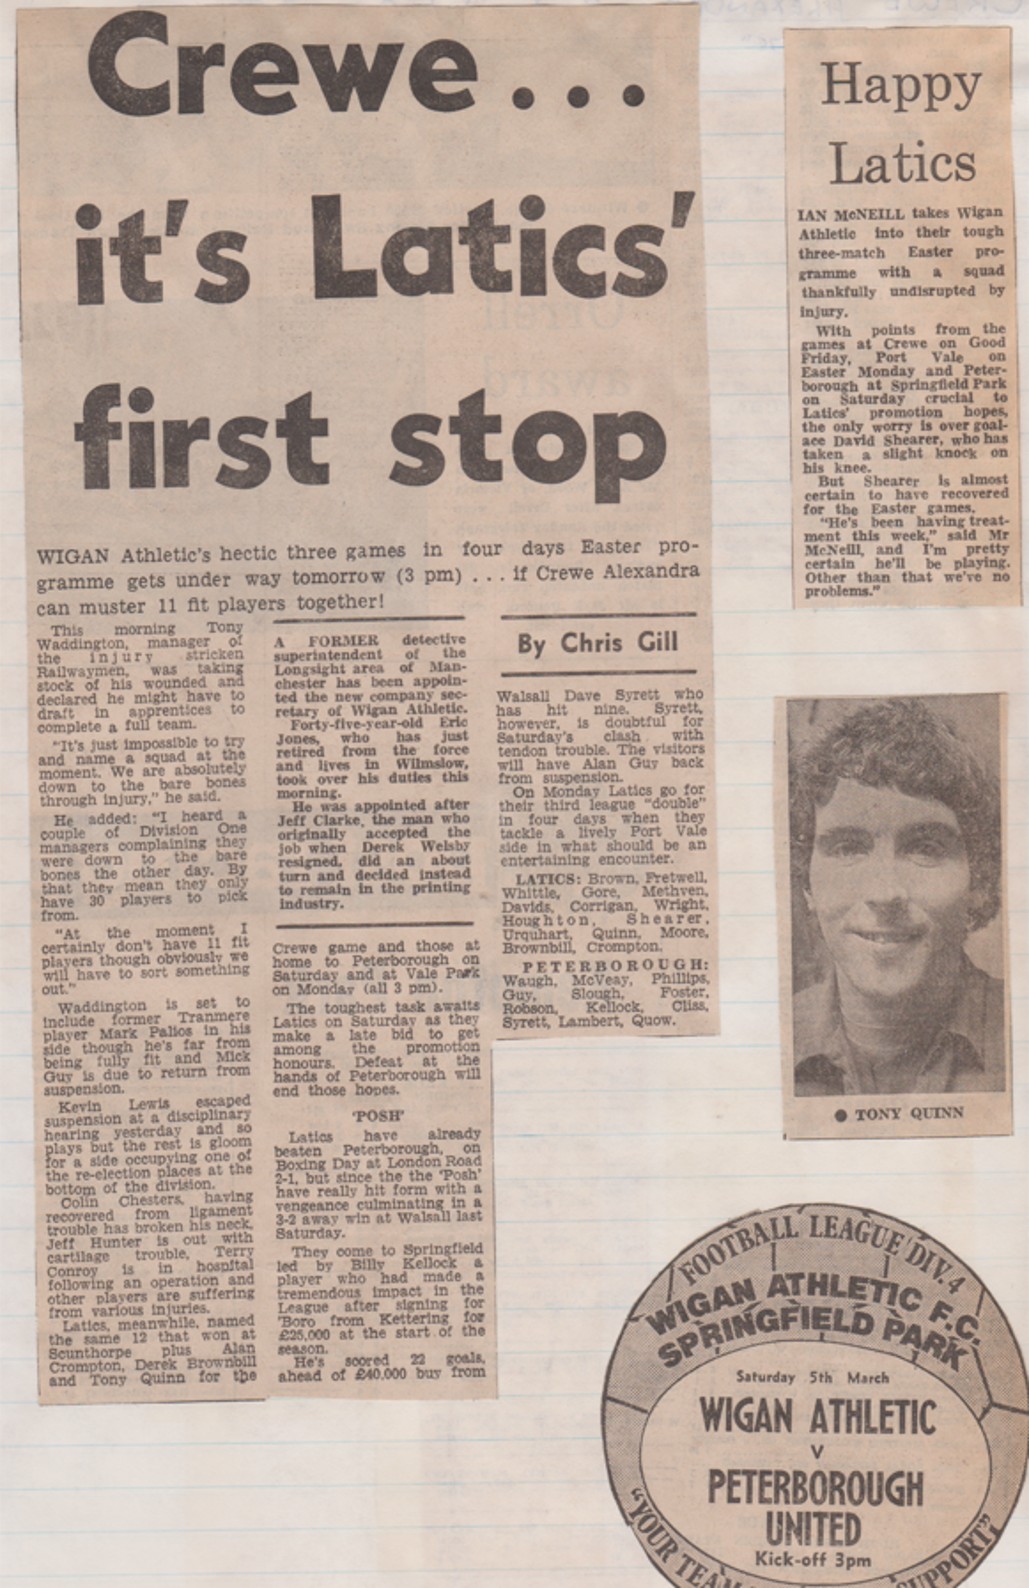 Crewe...
it's Latics'
first stop
WIGAN Athletic's hectic three games in four days Easter pro-
gramme gets under way tomorrow (3 pm) . . . if Crewe Alexandra
can muster 11 fit players together!
This morning Tony
Waddington, manager of
the injury stricken
Railwaymen, was taking
stock of his wounded and
declared he might have to
draft in apprentices to
complete a full team.
"It's just impossible to try
and name a squad at the
moment. We are absolutely
down to the bare bones
through injury," he said.
He added: "I heard a
couple of Division One
managers complaining they
were down to the bare
bones the other day. By
that they mean they only
have 30 players to pick
from.
"At the moment I
certainly don't have 11 fit
players though obviously we
will have to sort something
out."
Waddington is set to
include former Tranmere
player Mark Palios in his
side though he's far from
being fully fit and Mick
Guy is due to return from
suspension.
Kevin Lewis escaped
suspension at a disciplinary
hearing yesterday and so
plays but the rest is gloom
for a side occupying one of
the re-election places at the
bottom of the division.
Colin Chesters, having
recovered from ligament
trouble has broken his neck,
Jeff Hunter is out with
cartilage trouble, Terry
Conroy is in hospital
following an operation and
other players are suffering
from various injuries.
Latics, meanwhile, named
the same 12 that won at
Scunthorpe plus Alan
Crompton, Derek Brownbill
and Tony Quinn for the
A FORMER detective
superintendent of the
Longsight area of Man-
chester has been appoin-
ted the new company sec-
retary of Wigan Athletic.
Forty-five-year-old Eric
Jones, who has just
retired from the force
and lives in Wilmslow,
took over his duties this
morning.
He was appointed after
Jeff Clarke, the man who
originally accepted the
job when Derek Welsby
resigned, did an about
turn and decided instead
to remain in the printing
industry.
Crewe game and those at
home to Peterborough on
Saturday and at Vale Park
on Monday (all 3 pm).
The toughest task awaits
Latics on Saturday as they
make a late bid to get
among the promotion
honours. Defeat at the
hands of Peterborough will
end those hopes.
'POSH'
Latics have already
beaten Peterborough, on
Boxing Day at London Road
2-1, but since the the 'Posh'
have really hit form with a
vengeance culminating in a
3-2 away win at Walsall last
Saturday.
They come to Springfield
led by Billy Kellock a
player who had made a
tremendous impact in the
League after signing for
'Boro from Kettering for
£25,000 at the start of the
season.
He's soored 22 goals,
ahead of £40.000 buy from
By Chris Gill
Walsall Dave Syrett who
has hit nine. Syrett,
however, is doubtful for
Saturday's clash with
tendon trouble. The visitors
will have Alan Guy back
from suspension.
On Monday Latics go for
their third league "double"
in four days when they
tackle a lively Port Vale
side in what should be an
entertaining encounter.
LATICS: Brown, Fretwell,
Whittle, Gore, Methven,
Davids, Corrigan, Wright,
Houghton, Shearer,
Urquhart, Quinn, Moore,
Brownbill, Crompton.
PETERBOROUGH:
Waugh, McVeay, Phillips,
Guy, Slough, Foster,
Robson, Kellock, Cliss,
Syrett, Lambert, Quow.
Happy
Latics
IAN McNEILL takes Wigan
Athletic into their tough
three-match Easter pro-
gramme with a squad
thankfully undisrupted by
injury.
With points from the
games at Crewe on Good
Friday, Port Vale on
Easter Monday and Peter-
borough at Springfield Park
on Saturday crucial to
Latics' promotion hopes,
the only worry is over goal-
ace David Shearer, who has
taken a slight knock on
his knee.
But Shearer is almost
certain to have recovered
for the Easter games.
"He's been having treat-
ment this week," said Mr
McNeill, and I'm pretty
certain he'll be playing.
Other than that we've no
problems."
● TONY QUINN
FOOTBALL LEAGUE DIV. 4
WIGAN ATHLETIC F.C.
SPRINGFIELD PARK
Saturday 5th March
WIGAN ATHLETIC
v
PETERBOROUGH
UNITED
Kick-off 3pm
"YOUR TEAM SUPPORT"